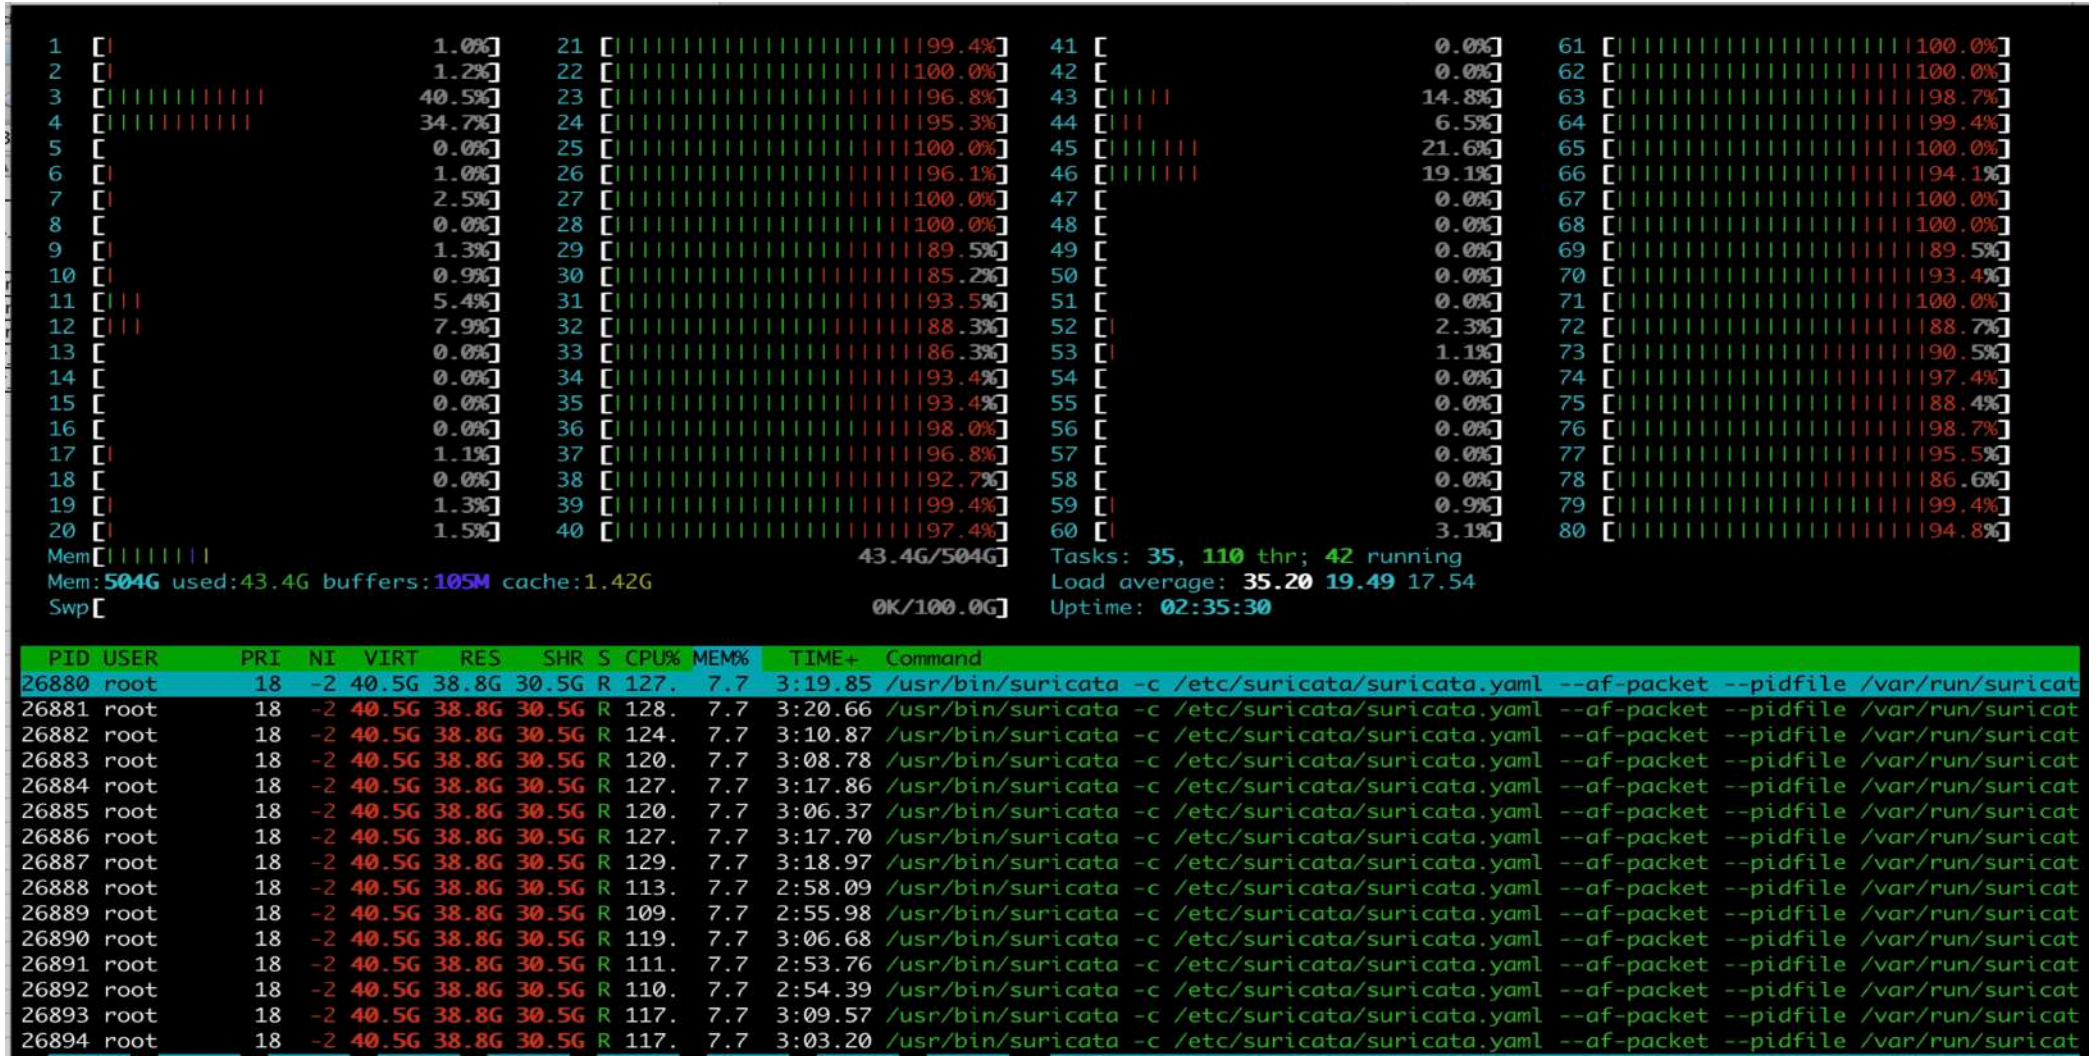 1 [ 1.0%] 21 [ 99.4%] 41 [ 0.0%] 61 [ 100.0%]
2 [ 1.2%] 22 [ 100.0%] 42 [ 0.0%] 62 [ 100.0%]
3 [ 40.5%] 23 [ 96.8%] 43 [ 14.8%] 63 [ 98.7%]
4 [ 34.7%] 24 [ 95.3%] 44 [ 6.5%] 64 [ 99.4%]
5 [ 0.0%] 25 [ 100.0%] 45 [ 21.6%] 65 [ 100.0%]
6 [ 1.0%] 26 [ 96.1%] 46 [ 19.1%] 66 [ 94.1%]
7 [ 2.5%] 27 [ 100.0%] 47 [ 0.0%] 67 [ 100.0%]
8 [ 0.0%] 28 [ 100.0%] 48 [ 0.0%] 68 [ 100.0%]
9 [ 1.3%] 29 [ 89.5%] 49 [ 0.0%] 69 [ 89.5%]
10 [ 0.9%] 30 [ 85.2%] 50 [ 0.0%] 70 [ 93.4%]
11 [ 5.4%] 31 [ 93.5%] 51 [ 0.0%] 71 [ 100.0%]
12 [ 7.9%] 32 [ 88.3%] 52 [ 2.3%] 72 [ 88.7%]
13 [ 0.0%] 33 [ 86.3%] 53 [ 1.1%] 73 [ 90.5%]
14 [ 0.0%] 34 [ 93.4%] 54 [ 0.0%] 74 [ 97.4%]
15 [ 0.0%] 35 [ 93.4%] 55 [ 0.0%] 75 [ 88.4%]
16 [ 0.0%] 36 [ 98.0%] 56 [ 0.0%] 76 [ 98.7%]
17 [ 1.1%] 37 [ 96.8%] 57 [ 0.0%] 77 [ 95.5%]
18 [ 0.0%] 38 [ 92.7%] 58 [ 0.0%] 78 [ 86.6%]
19 [ 1.3%] 39 [ 99.4%] 59 [ 0.9%] 79 [ 99.4%]
20 [ 1.5%] 40 [ 97.4%] 60 [ 3.1%] 80 [ 94.8%]
Mem[ 43.4G/504G] Tasks: 35, 110 thr; 42 running
Mem:504G used:43.4G buffers:105M cache:1.42G Load average: 35.20 19.49 17.54
Swp[ 0K/100.0G] Uptime: 02:35:30
PID USER PRI NI VIRT RES SHR S CPU% MEM% TIME+ Command
26880 root 18 -2 40.5G 38.8G 30.5G R 127. 7.7 3:19.85 /usr/bin/suricata -c /etc/suricata/suricata.yaml --af-packet --pidfile /var/run/suricat
26881 root 18 -2 40.5G 38.8G 30.5G R 128. 7.7 3:20.66 /usr/bin/suricata -c /etc/suricata/suricata.yaml --af-packet --pidfile /var/run/suricat
26882 root 18 -2 40.5G 38.8G 30.5G R 124. 7.7 3:10.87 /usr/bin/suricata -c /etc/suricata/suricata.yaml --af-packet --pidfile /var/run/suricat
26883 root 18 -2 40.5G 38.8G 30.5G R 120. 7.7 3:08.78 /usr/bin/suricata -c /etc/suricata/suricata.yaml --af-packet --pidfile /var/run/suricat
26884 root 18 -2 40.5G 38.8G 30.5G R 127. 7.7 3:17.86 /usr/bin/suricata -c /etc/suricata/suricata.yaml --af-packet --pidfile /var/run/suricat
26885 root 18 -2 40.5G 38.8G 30.5G R 120. 7.7 3:06.37 /usr/bin/suricata -c /etc/suricata/suricata.yaml --af-packet --pidfile /var/run/suricat
26886 root 18 -2 40.5G 38.8G 30.5G R 127. 7.7 3:17.70 /usr/bin/suricata -c /etc/suricata/suricata.yaml --af-packet --pidfile /var/run/suricat
26887 root 18 -2 40.5G 38.8G 30.5G R 129. 7.7 3:18.97 /usr/bin/suricata -c /etc/suricata/suricata.yaml --af-packet --pidfile /var/run/suricat
26888 root 18 -2 40.5G 38.8G 30.5G R 113. 7.7 2:58.09 /usr/bin/suricata -c /etc/suricata/suricata.yaml --af-packet --pidfile /var/run/suricat
26889 root 18 -2 40.5G 38.8G 30.5G R 109. 7.7 2:55.98 /usr/bin/suricata -c /etc/suricata/suricata.yaml --af-packet --pidfile /var/run/suricat
26890 root 18 -2 40.5G 38.8G 30.5G R 119. 7.7 3:06.68 /usr/bin/suricata -c /etc/suricata/suricata.yaml --af-packet --pidfile /var/run/suricat
26891 root 18 -2 40.5G 38.8G 30.5G R 111. 7.7 2:53.76 /usr/bin/suricata -c /etc/suricata/suricata.yaml --af-packet --pidfile /var/run/suricat
26892 root 18 -2 40.5G 38.8G 30.5G R 110. 7.7 2:54.39 /usr/bin/suricata -c /etc/suricata/suricata.yaml --af-packet --pidfile /var/run/suricat
26893 root 18 -2 40.5G 38.8G 30.5G R 117. 7.7 3:09.57 /usr/bin/suricata -c /etc/suricata/suricata.yaml --af-packet --pidfile /var/run/suricat
26894 root 18 -2 40.5G 38.8G 30.5G R 117. 7.7 3:03.20 /usr/bin/suricata -c /etc/suricata/suricata.yaml --af-packet --pidfile /var/run/suricat